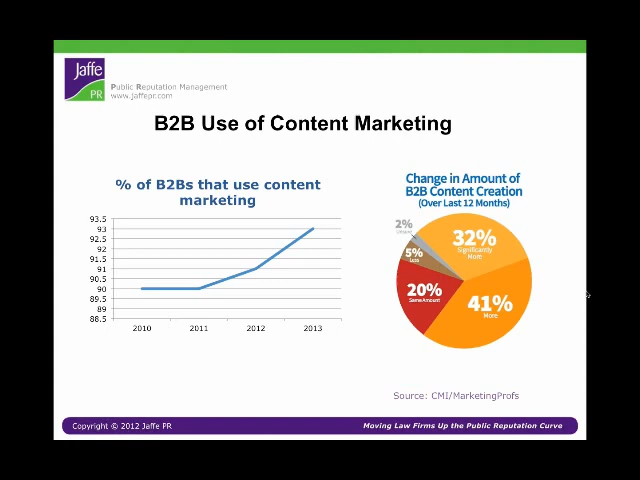 Jaffe
PR
Public Reputation Management
www.jaffepr.com
B2B Use of Content Marketing
% of B2Bs that use content
marketing
93.5
93
92.5
92
91.5
91
90.5
90
89.5
89
88.5
2010 2011 2012 2013
Change in Amount of
B2B Content Creation
(Over Last 12 Months)
2%
Unsure
32%
Significantly
More
5%
Less
20%
Same Amount
41%
More
Source: CMI/MarketingProfs
Copyright © 2012 Jaffe PR
Moving Law Firms Up the Public Reputation Curve